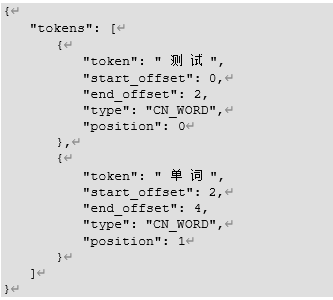 {
"tokens": [
{
"token": " 测试 ",
"start_offset": 0,
"end_offset": 2,
"type": "CN_WORD",
"position": 0
},
{
"token": " 单词 ",
"start_offset": 2,
"end_offset": 4,
"type": "CN_WORD",
"position": 1
}
]
}